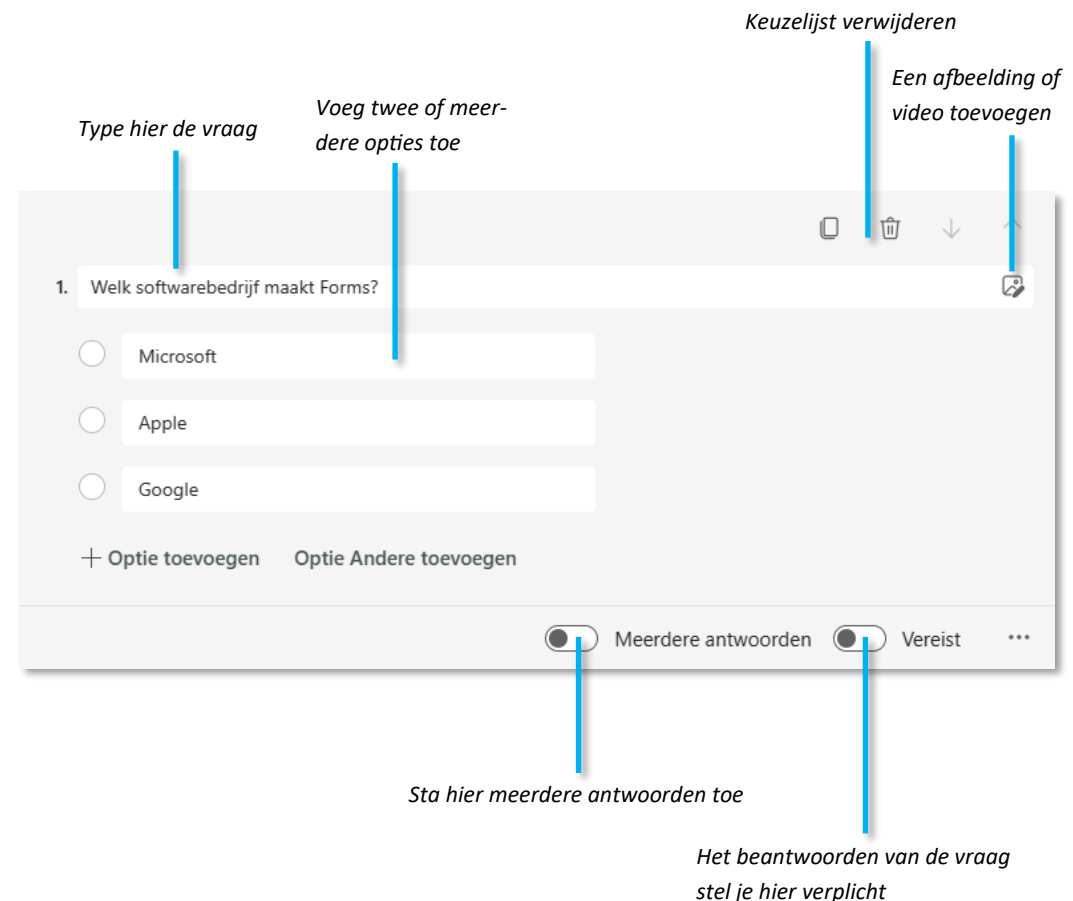 Keuzelijst verwijderen
Een afbeelding of
video toevoegen
Voeg twee of meer-
dere opties toe
Type hier de vraag
1. Welk softwarebedrijf maakt Forms?
Microsoft
Apple
Google
+ Optie toevoegen Optie Andere toevoegen
Meerdere antwoorden Vereist ...
Sta hier meerdere antwoorden toe
Het beantwoorden van de vraag
stel je hier verplicht